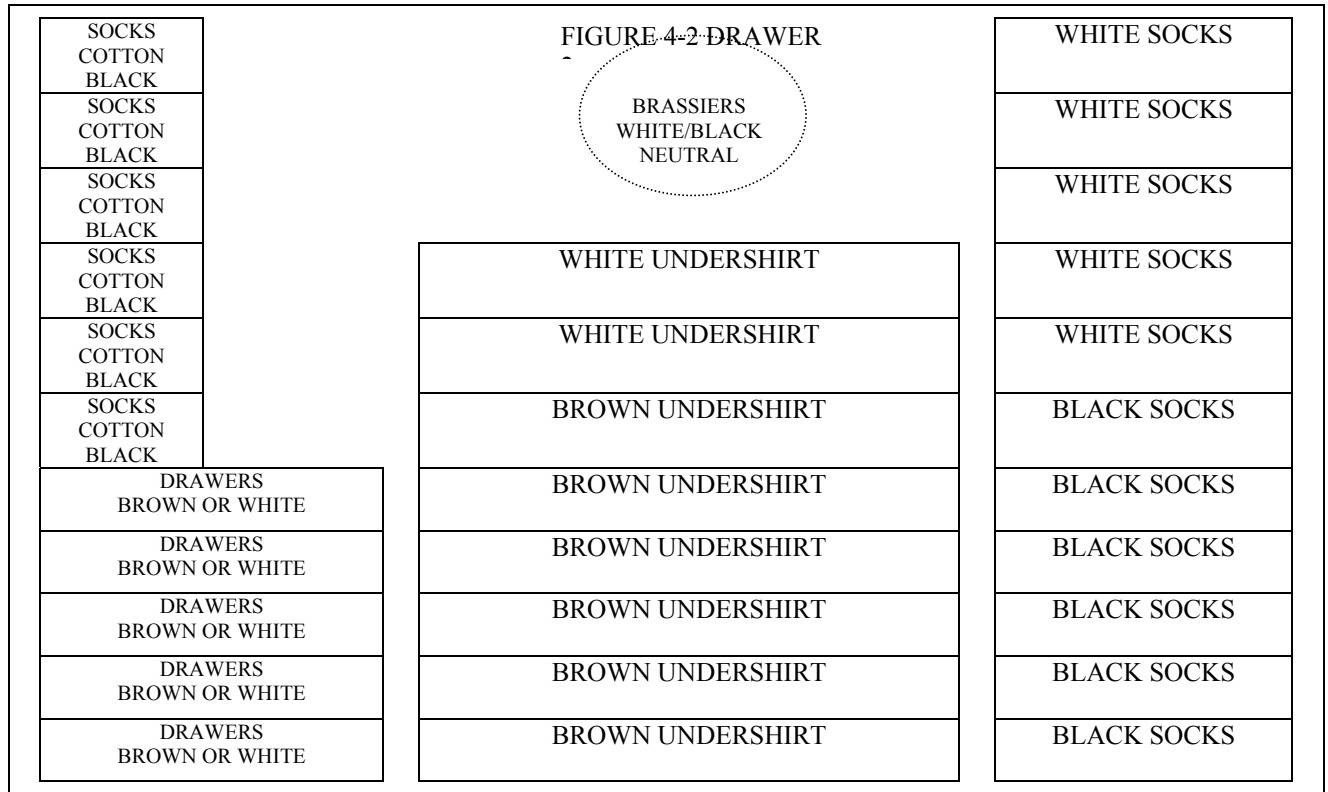 SOCKS
COTTON
BLACK
SOCKS
COTTON
BLACK
SOCKS
COTTON
BLACK
SOCKS
COTTON
BLACK
SOCKS
COTTON
BLACK
SOCKS
COTTON
BLACK
DRAWERS
BROWN OR WHITE
DRAWERS
BROWN OR WHITE
DRAWERS
BROWN OR WHITE
DRAWERS
BROWN OR WHITE
DRAWERS
BROWN OR WHITE
FIGURE 4-2 DRAWER
BRASSIERS
WHITE/BLACK
NEUTRAL
WHITE UNDERSHIRT
WHITE UNDERSHIRT
BROWN UNDERSHIRT
BROWN UNDERSHIRT
BROWN UNDERSHIRT
BROWN UNDERSHIRT
BROWN UNDERSHIRT
BROWN UNDERSHIRT
WHITE SOCKS
WHITE SOCKS
WHITE SOCKS
WHITE SOCKS
WHITE SOCKS
BLACK SOCKS
BLACK SOCKS
BLACK SOCKS
BLACK SOCKS
BLACK SOCKS
BLACK SOCKS